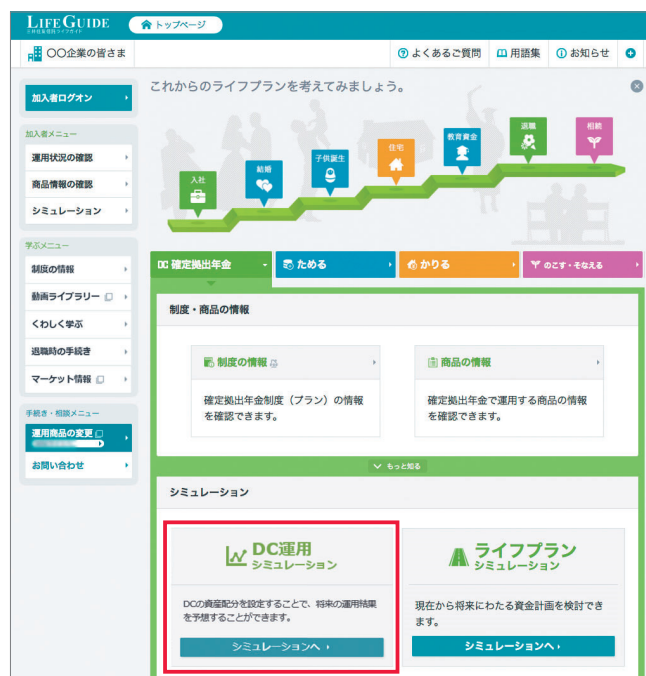 LIFE GUIDE
トップページ
〇〇企業の皆さま
よくあるご質問
用語集
お知らせ
加入者ログオン
加入者メニュー
運用状況の確認
商品情報の確認
シミュレーション
学ぶメニュー
制度の情報
動画ライブラリー
くわしく学ぶ
退職時の手続き
マーケット情報
手続き・相談メニュー
運用商品の変更
お問い合わせ
これからのライフプランを考えてみましょう。
入社
結婚
子供誕生
住宅
教育資金
退職
相続
DC 確定拠出年金
ためる
かりる
のこす・そなえる
制度・商品の情報
制度の情報
確定拠出年金制度（プラン）の情報
を確認できます。
商品の情報
確定拠出年金で運用する商品の情報
を確認できます。
もっと知る
シミュレーション
DC運用
シミュレーション
DCの資産配分を設定することで、将来の運用結果
を予想することができます。
シミュレーションへ
ライフプラン
シミュレーション
現在から将来にわたる資金計画を検討でき
ます。
シミュレーションへ